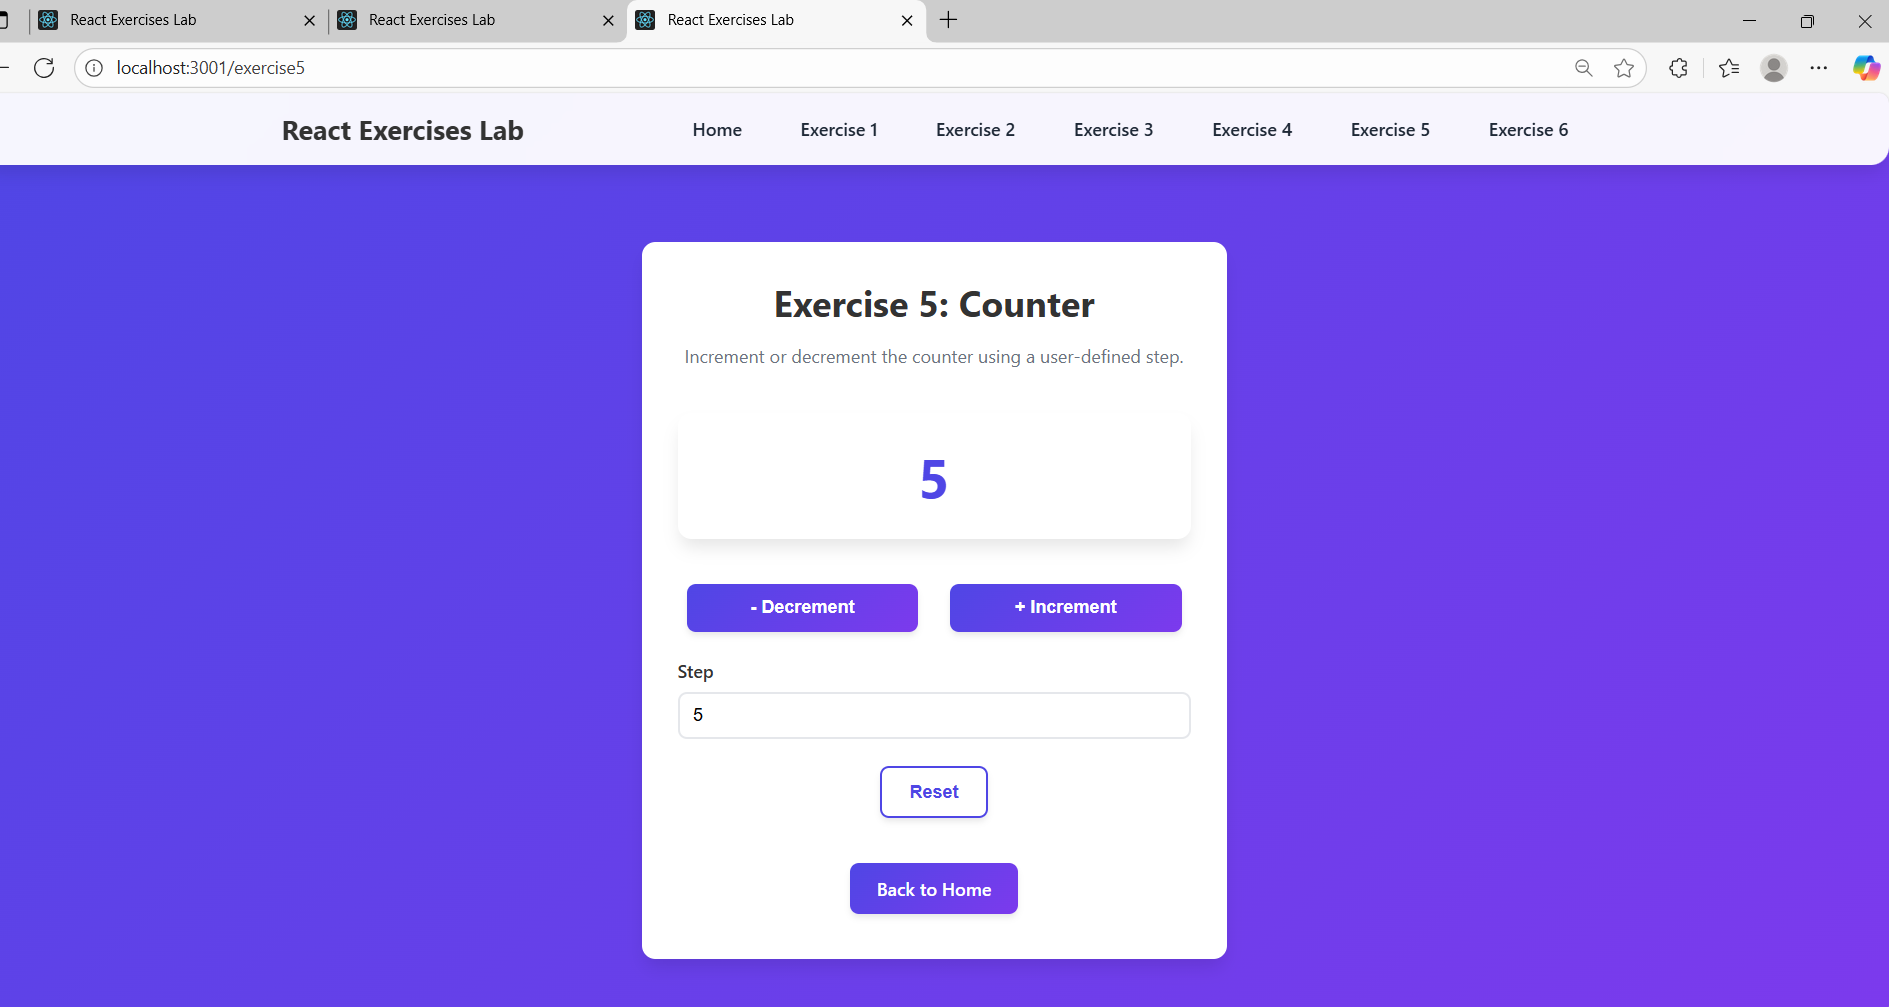 React Exercises Lab
React Exercises Lab
React Exercises Lab
localhost:3001/exercise5
React Exercises Lab
Home
Exercise 1
Exercise 2
Exercise 3
Exercise 4
Exercise 5
Exercise 6
Exercise 5: Counter
Increment or decrement the counter using a user-defined step.
5
- Decrement
+ Increment
Step
5
Reset
Back to Home